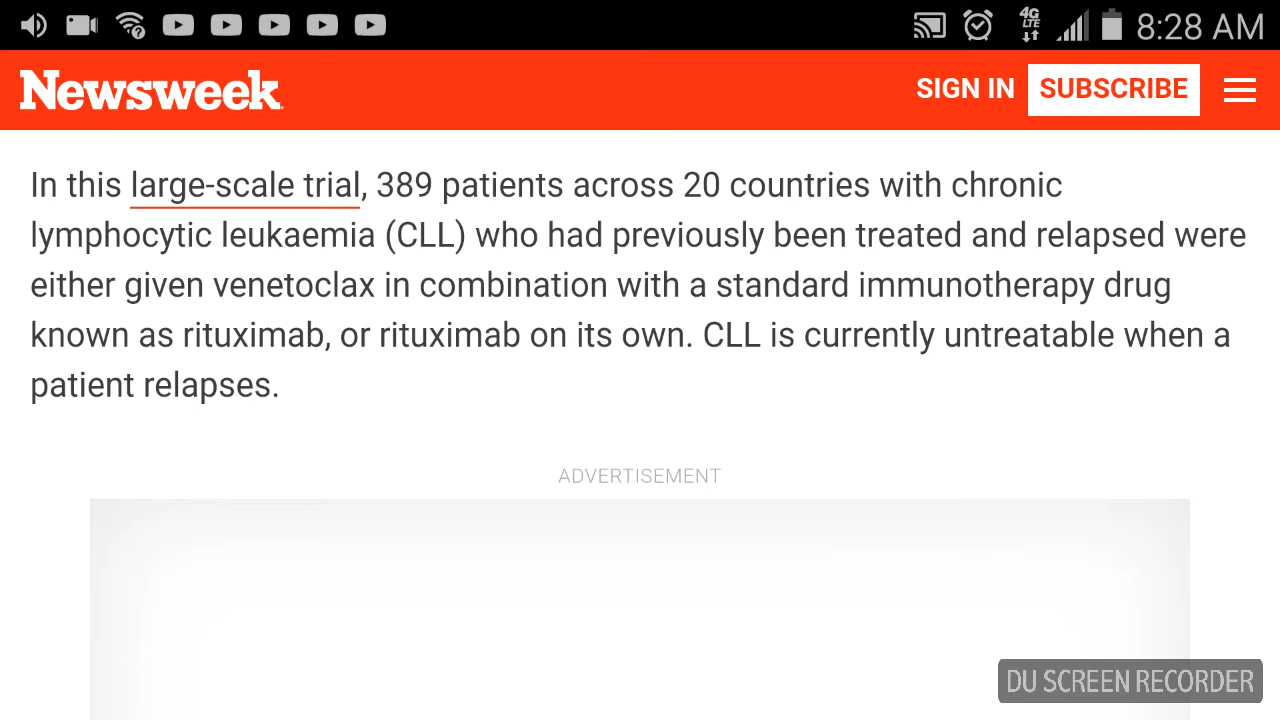 4G LTE 8:28 AM
Newsweek SIGN IN SUBSCRIBE
In this large-scale trial, 389 patients across 20 countries with chronic
lymphocytic leukaemia (CLL) who had previously been treated and relapsed were
either given venetoclax in combination with a standard immunotherapy drug
known as rituximab, or rituximab on its own. CLL is currently untreatable when a
patient relapses.
ADVERTISEMENT
DU SCREEN RECORDER